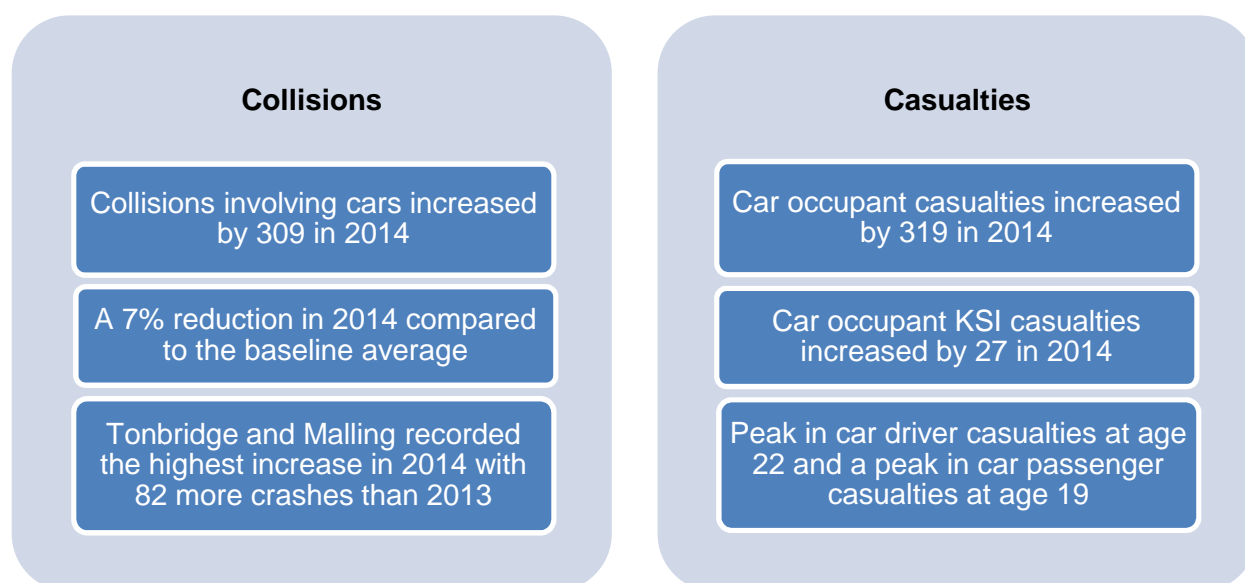 Collisions
Collisions involving cars increased
by 309 in 2014
A 7% reduction in 2014 compared
to the baseline average
Tonbridge and Malling recorded
the highest increase in 2014 with
82 more crashes than 2013
Casualties
Car occupant casualties increased
by 319 in 2014
Car occupant KSI casualties
increased by 27 in 2014
Peak in car driver casualties at age
22 and a peak in car passenger
casualties at age 19